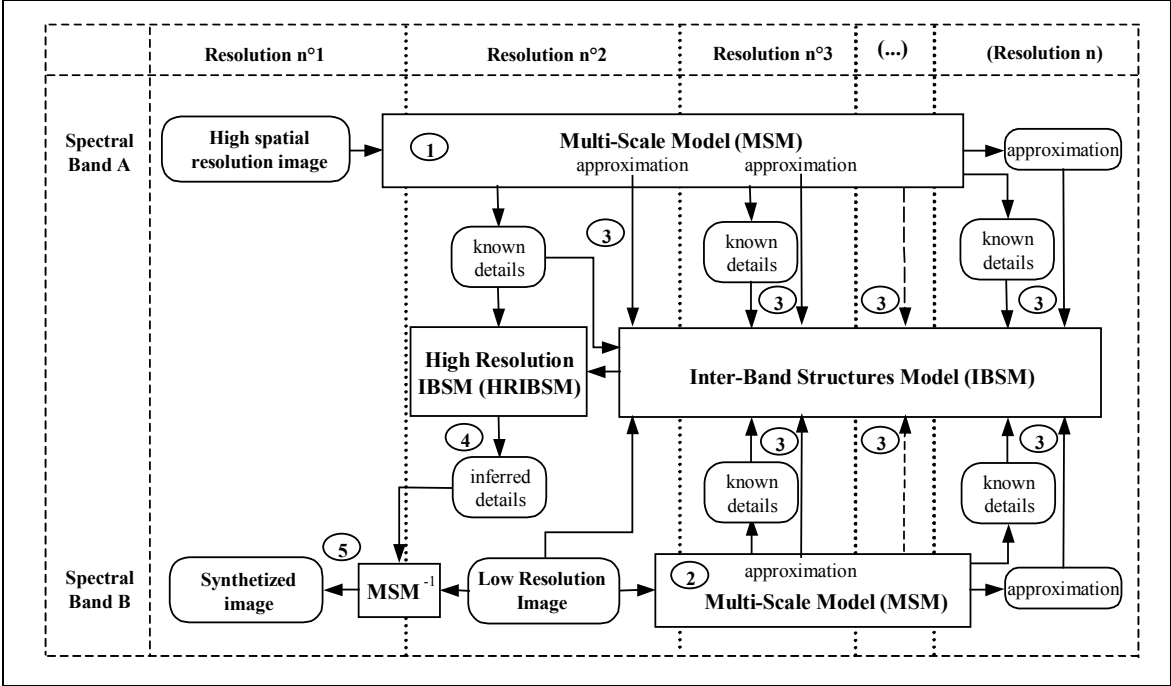 Resolution n°1
Resolution n°2
Resolution n°3
(...)
(Resolution n)
Spectral
Band A
High spatial
resolution image
1
Multi-Scale Model (MSM)
approximation
approximation
approximation
known
details
3
known
details
known
details
3
3
3
High Resolution
IBSM (HRIBSM)
Inter-Band Structures Model (IBSM)
4
3
3
3
inferred
details
known
details
known
details
5
Spectral
Band B
Synthetized
image
MSM -1
Low Resolution
Image
2
approximation
Multi-Scale Model (MSM)
approximation